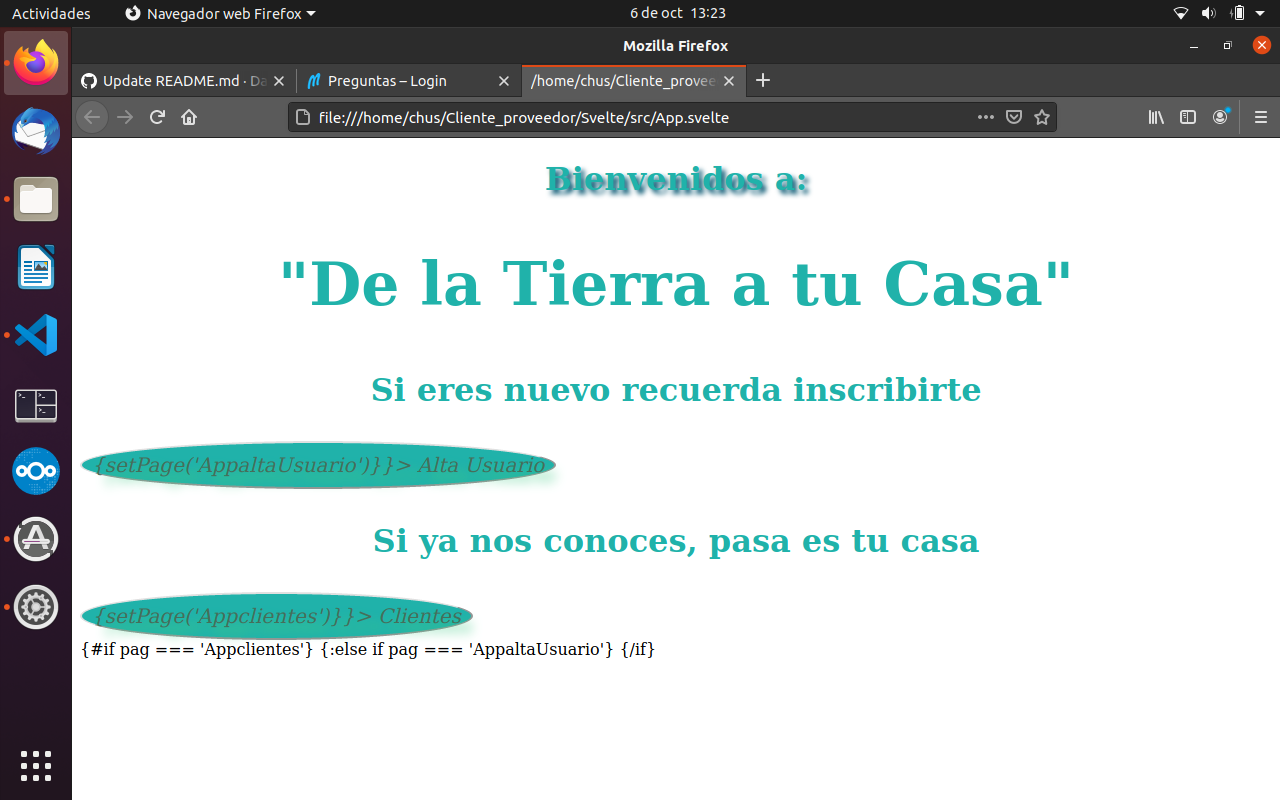 Actividades
Navegador web Firefox
6 de oct 13:23
Mozilla Firefox
Update README.md · Da
Preguntas – Login
/home/chus/Cliente_provee
file:///home/chus/Cliente_proveedor/Svelte/src/App.svelte
Bienvenidos a:
"De la Tierra a tu Casa"
Si eres nuevo recuerda inscribirte
{setPage('AppaltaUsuario')}}> Alta Usuario
Si ya nos conoces, pasa es tu casa
{setPage('Appclientes')}}> Clientes
{#if pag === 'Appclientes'} {:else if pag === 'AppaltaUsuario'} {/if}